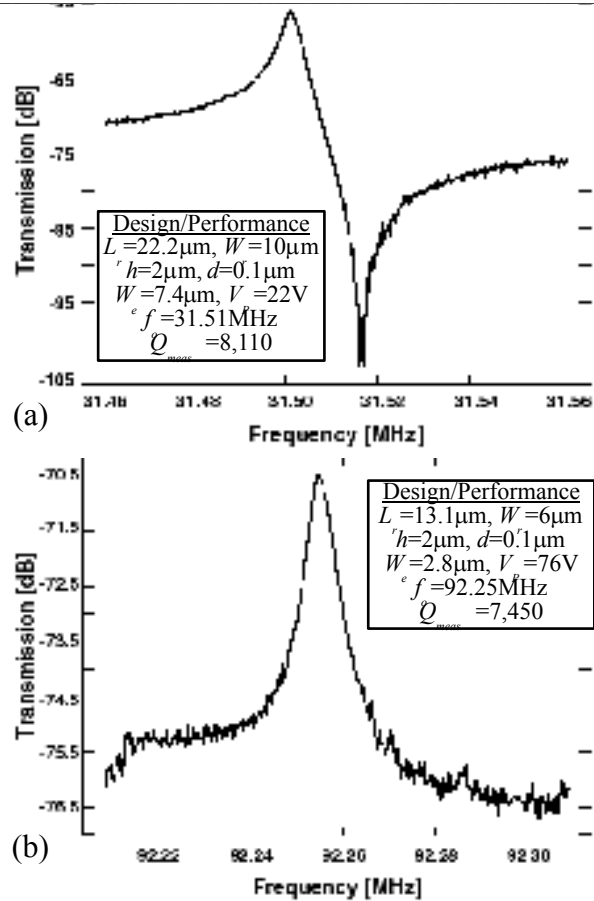 -65
-75
-85
-95
-105
Transmission [dB]
Design/Performance
L =22.2µm, W =10µm
r h=2µm, d=0.1µm r
W =7.4µm, V =22V
e f =31.51MHz P
o Q =8,110
meas
31.46 31.48 31.50 31.52 31.54 31.56
(a)
Frequency [MHz]
-70.5
-71.5
-72.5
-73.5
-74.5
-75.5
-76.5
Transmission [dB]
Design/Performance
L =13.1µm, W =6µm
r h=2µm, d=0.1µm r
W =2.8µm, V =76V
e f =92.25MHz P
o Q =7,450
meas
92.22 92.24 92.26 92.28 92.30
(b)
Frequency [MHz]